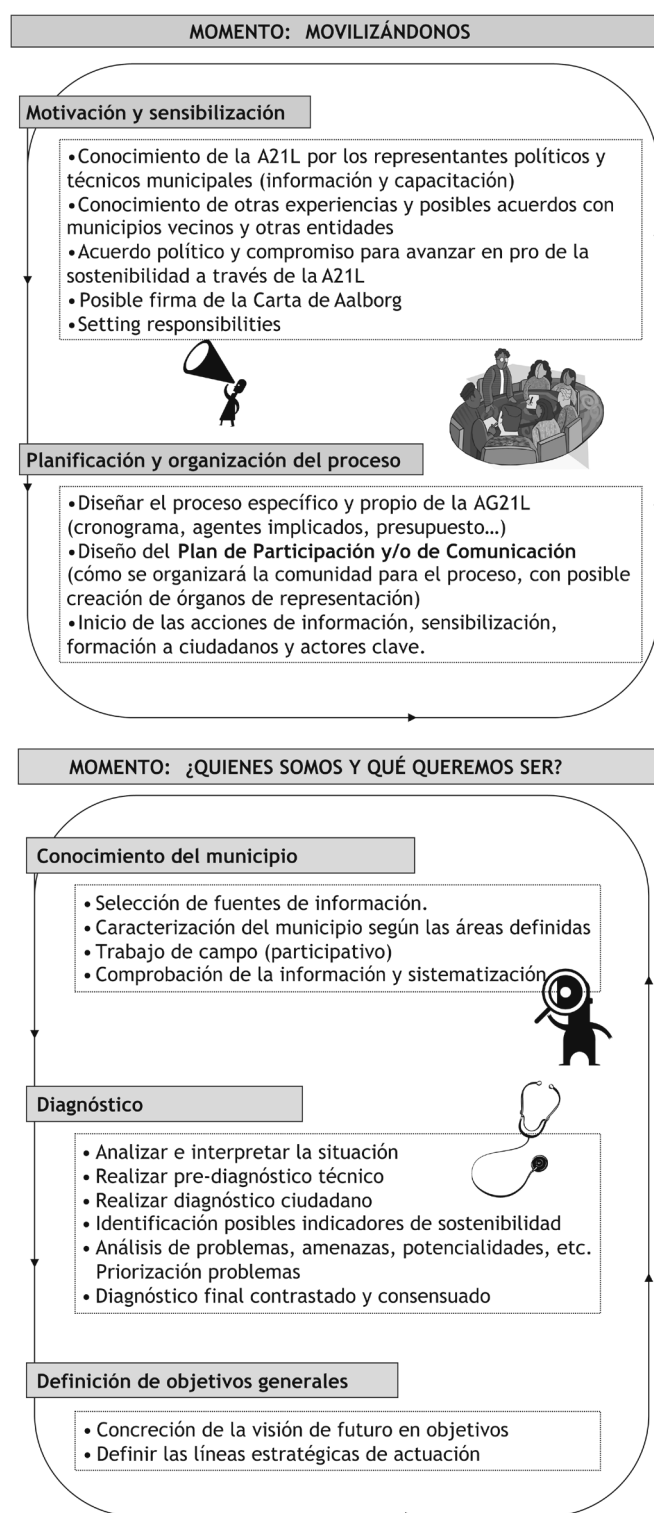 MOMENTO: MOVILIZÁNDONOS
Motivación y sensibilización
•Conocimiento de la A21L por los representantes políticos y
técnicos municipales (información y capacitación)
•Conocimiento de otras experiencias y posibles acuerdos con
municipios vecinos y otras entidades
•Acuerdo político y compromiso para avanzar en pro de la
sostenibilidad a través de la A21L
•Posible firma de la Carta de Aalborg
•Setting responsibilities
Planificación y organización del proceso
•Diseñar el proceso específico y propio de la AG21L
(cronograma, agentes implicados, presupuesto…)
•Diseño del Plan de Participación y/o de Comunicación
(cómo se organizará la comunidad para el proceso, con posible
creación de órganos de representación)
•Inicio de las acciones de información, sensibilización,
formación a ciudadanos y actores clave.
MOMENTO: ¿QUIENES SOMOS Y QUÉ QUEREMOS SER?
Conocimiento del municipio
• Selección de fuentes de información.
• Caracterización del municipio según las áreas definidas
• Trabajo de campo (participativo)
• Comprobación de la información y sistematización
Diagnóstico
• Analizar e interpretar la situación
• Realizar pre-diagnóstico técnico
• Realizar diagnóstico ciudadano
• Identificación posibles indicadores de sostenibilidad
• Análisis de problemas, amenazas, potencialidades, etc.
Priorización problemas
• Diagnóstico final contrastado y consensuado
Definición de objetivos generales
• Concreción de la visión de futuro en objetivos
• Definir las líneas estratégicas de actuación